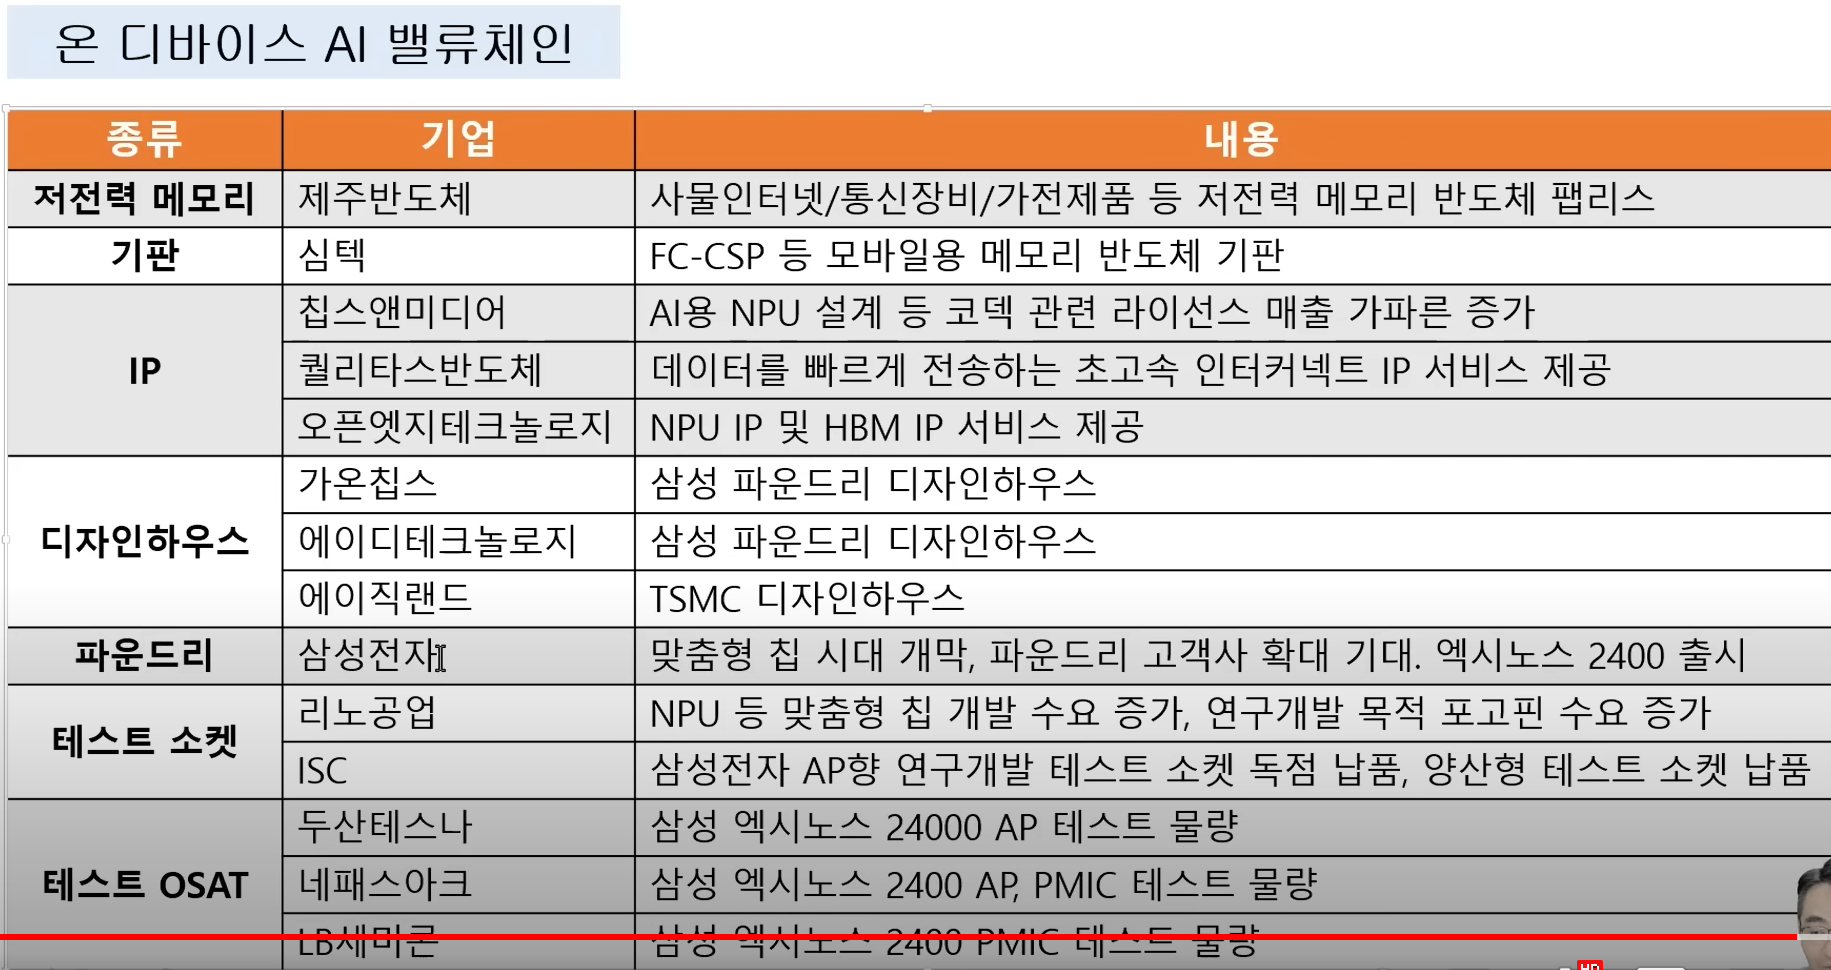 온 디바이스 AI 밸류체인
종류 기업 내용
저전력 메모리 제주반도체 사물인터넷/통신장비/가전제품 등 저전력 메모리 반도체 팹리스
기판 심텍 FC-CSP 등 모바일용 메모리 반도체 기판
IP 칩스앤미디어 AI용 NPU 설계 등 코덱 관련 라이선스 매출 가파른 증가
퀄리타스반도체 데이터를 빠르게 전송하는 초고속 인터커넥트 IP 서비스 제공
오픈엣지테크놀로지 NPU IP 및 HBM IP 서비스 제공
디자인하우스 가온칩스 삼성 파운드리 디자인하우스
에이디테크놀로지 삼성 파운드리 디자인하우스
에이직랜드 TSMC 디자인하우스
파운드리 삼성전자 맞춤형 칩 시대 개막, 파운드리 고객사 확대 기대. 엑시노스 2400 출시
테스트 소켓 리노공업 NPU 등 맞춤형 칩 개발 수요 증가, 연구개발 목적 포고핀 수요 증가
ISC 삼성전자 AP향 연구개발 테스트 소켓 독점 납품, 양산형 테스트 소켓 납품
테스트 OSAT 두산테스나 삼성 엑시노스 24000 AP 테스트 물량
네패스아크 삼성 엑시노스 2400 AP, PMIC 테스트 물량
LB세미콘 삼성 엑시노스 2400 PMIC 테스트 물량
HD